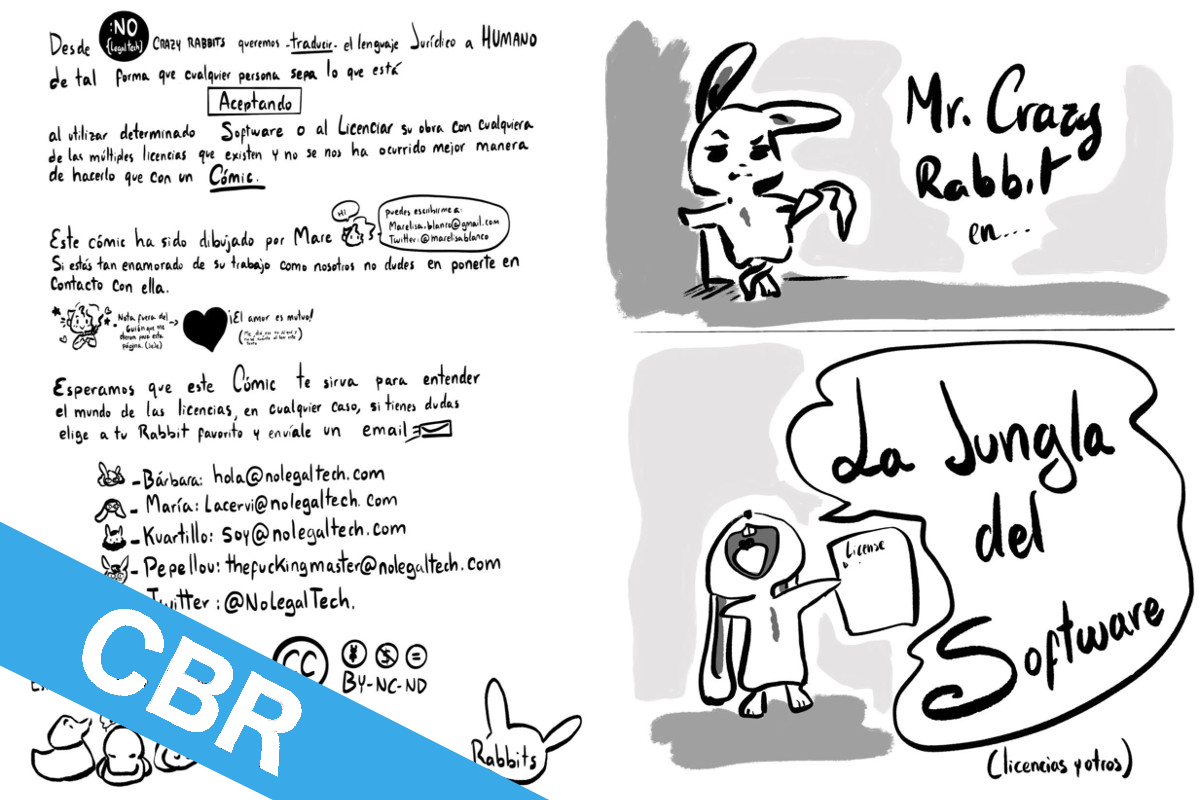 Desde :NO {legaltech} CRAZY RABBITS queremos -traducir- el lenguaje Jurídico a HUMANO
de tal forma que cualquier persona sepa lo que está
Aceptando
al utilizar determinado Software o al Licenciar su obra con cualquiera
de las múltiples licencias que existen y no se nos ha ocurrido mejor manera
de hacerlo que con un Cómic.
Este cómic ha sido dibujado por Mare
HI
puedes escribirme a:
Marelisa.blanco@gmail.com
Twitter: @marelisablanco
Si estás tan enamorado de su trabajo como nosotros no dudes en ponerte en
Contacto con ella.
Nota fuera del
Guión que me
dieron para esta
página. (jeje)
¡El amor es mutuo!
Esperamos que este Cómic te sirva para entender
el mundo de las licencias, en cualquier caso, si tienes dudas
elige a tu Rabbit favorito y envíale un email
- Bárbara: hola@nolegaltech.com
- María: Lacervi@nolegaltech.com
- Kuartillo: soy@nolegaltech.com
- Pepellou: thefuckingmaster@nolegaltech.com
Twitter: @NoLegalTech.
CC
BY-NC-ND
Rabbits
CBR
Mr. Crazy
Rabbit
en...
La Jungla
del
Software
License
(licencias y otros)